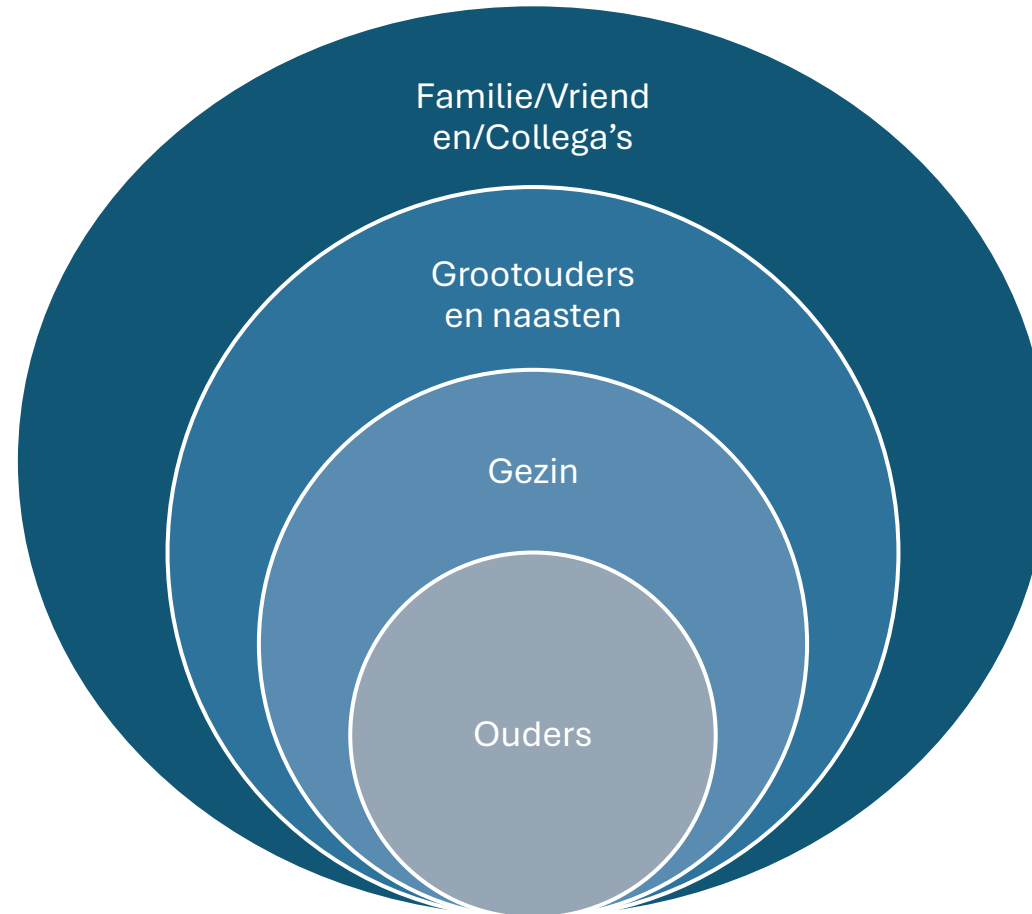 Familie/Vriend
en/Collega’s
Grootouders
en naasten
Gezin
Ouders